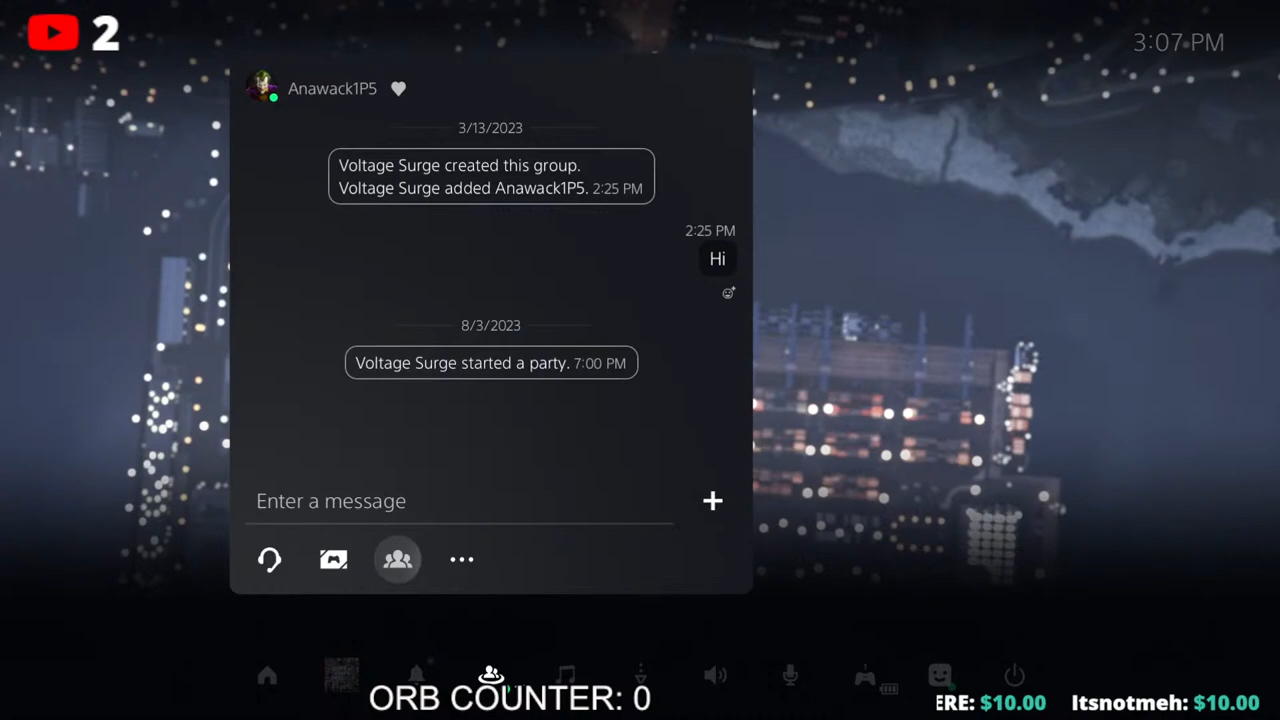 2
3:07 PM
Anawack1P5
3/13/2023
Voltage Surge created this group.
Voltage Surge added Anawack1P5. 2:25 PM
2:25 PM
Hi
8/3/2023
Voltage Surge started a party. 7:00 PM
Enter a message
ORB COUNTER: 0
ERE: $10.00 Itsnotmeh: $10.00